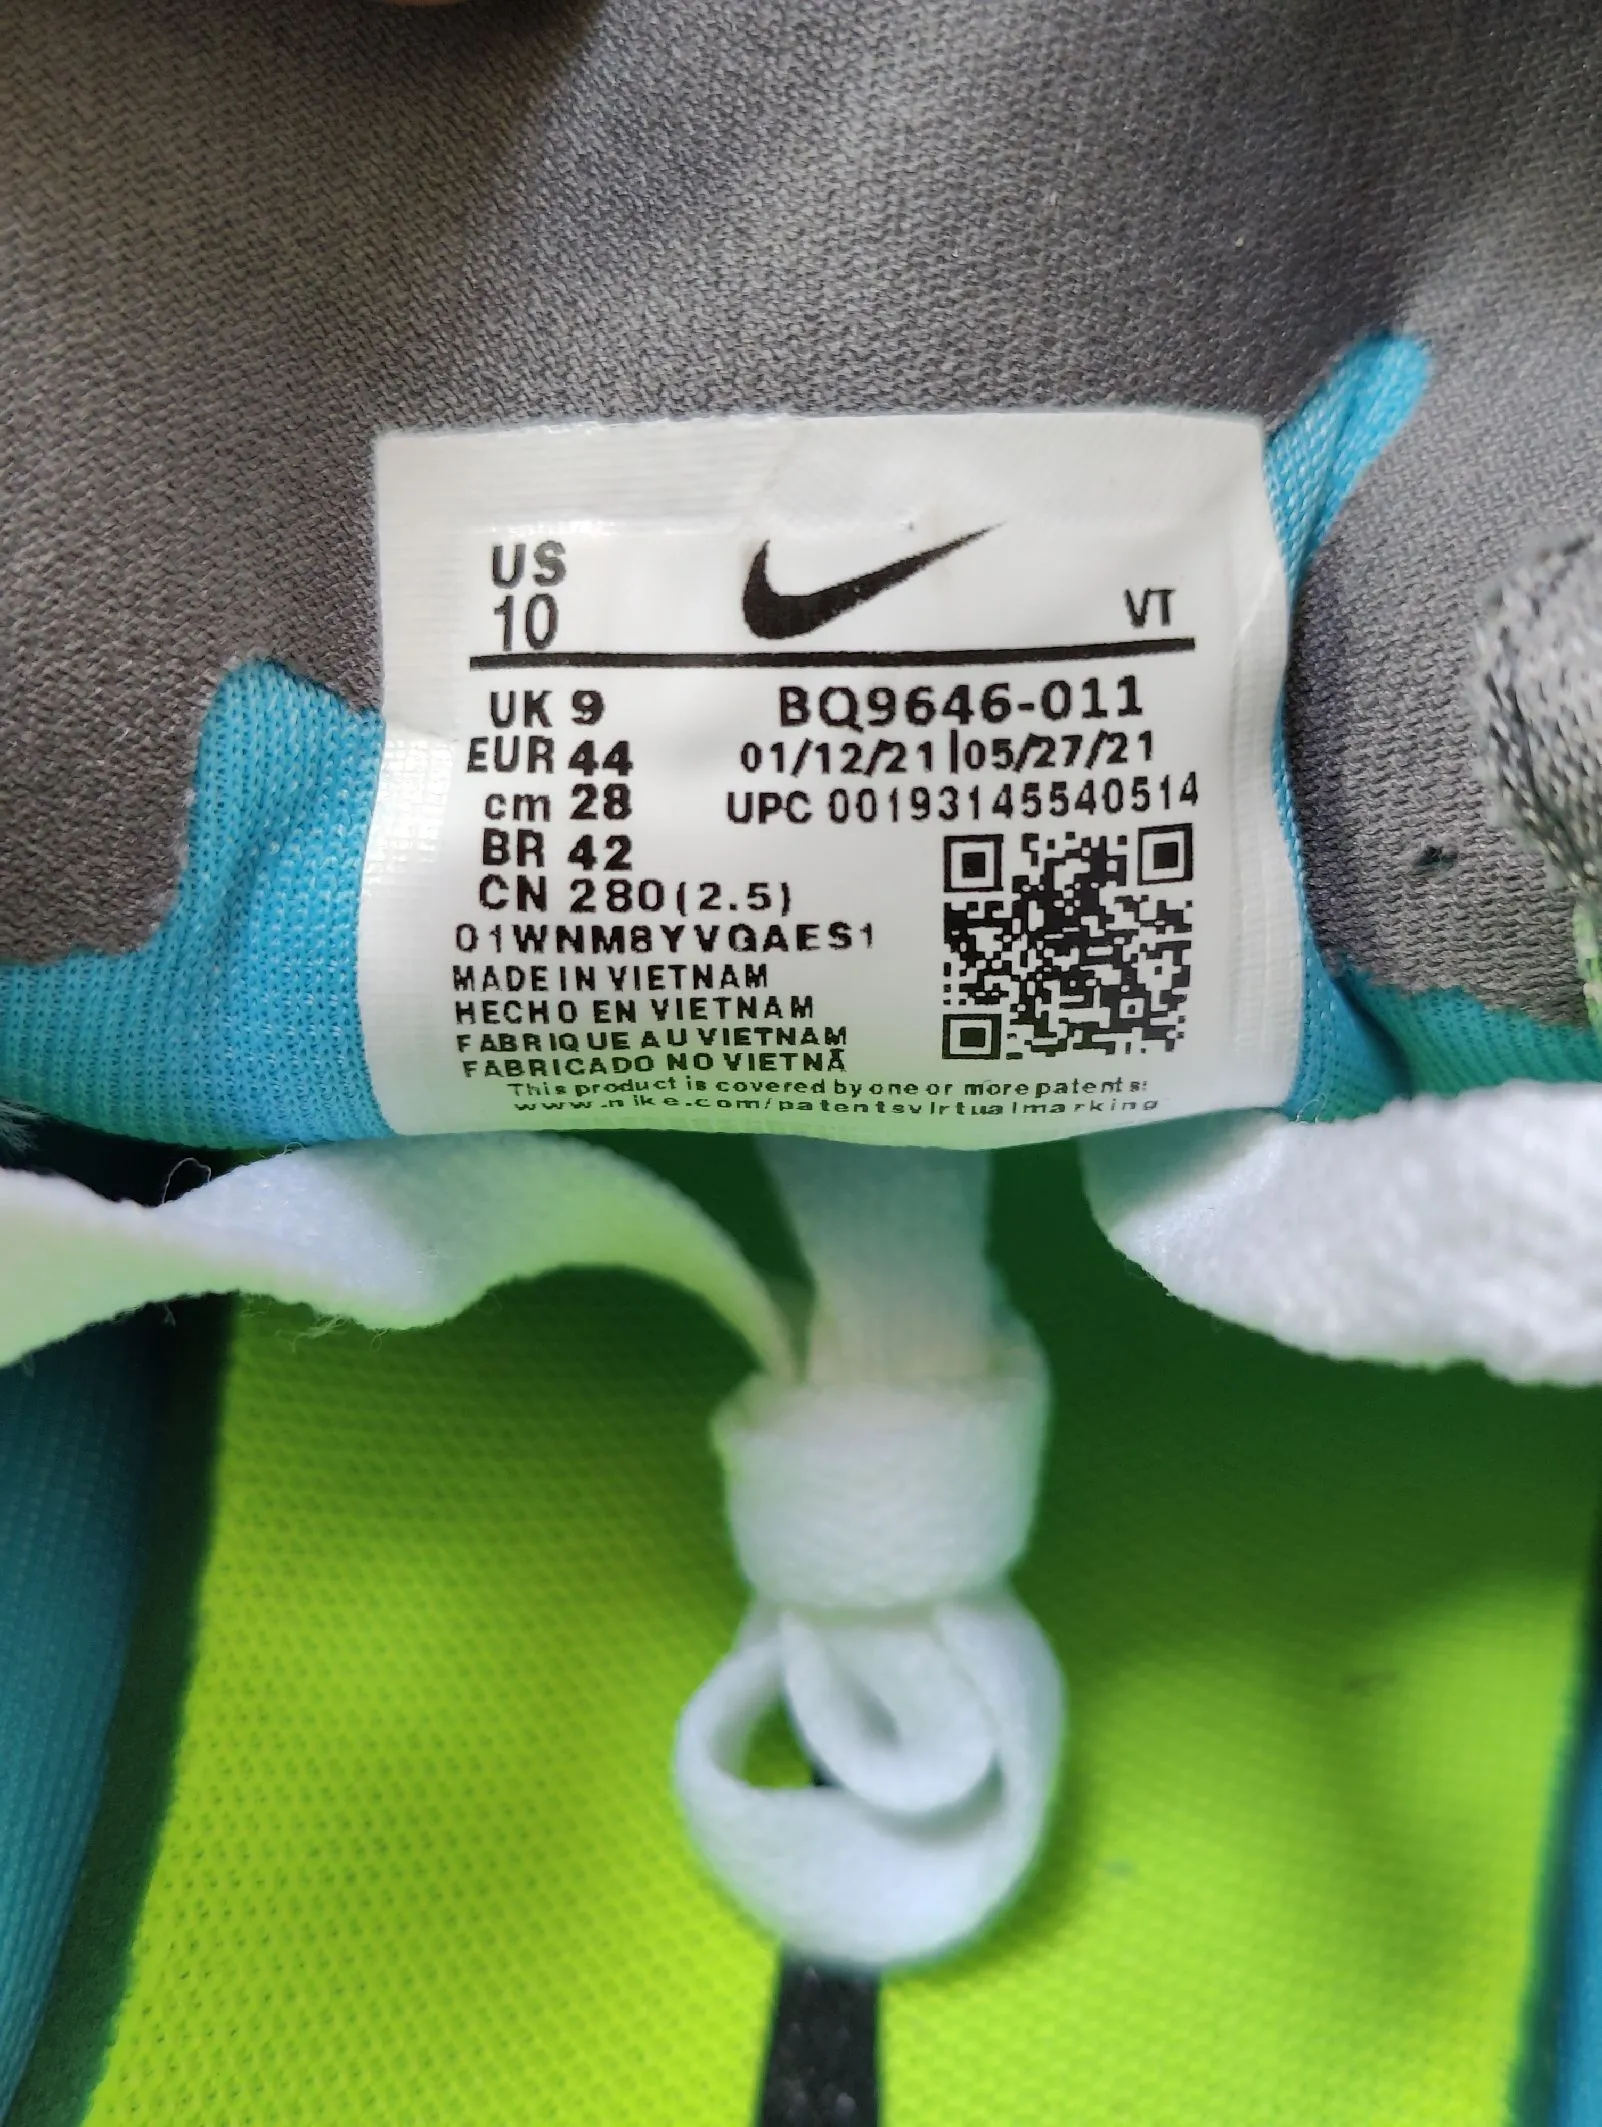 US
10
VT
UK 9
BQ9646-011
EUR 44
01/12/21|05/27/21
cm 28
UPC 00193145540514
BR 42
CN 280(2.5)
01WNM8YVGAES1
MADE IN VIETNAM
HECHO EN VIETNAM
FABRIQUE AU VIETNAM
FABRICADO NO VIETNÃ
This product is covered by one or more patents:
www.nike.com/patentsvirtualmarking